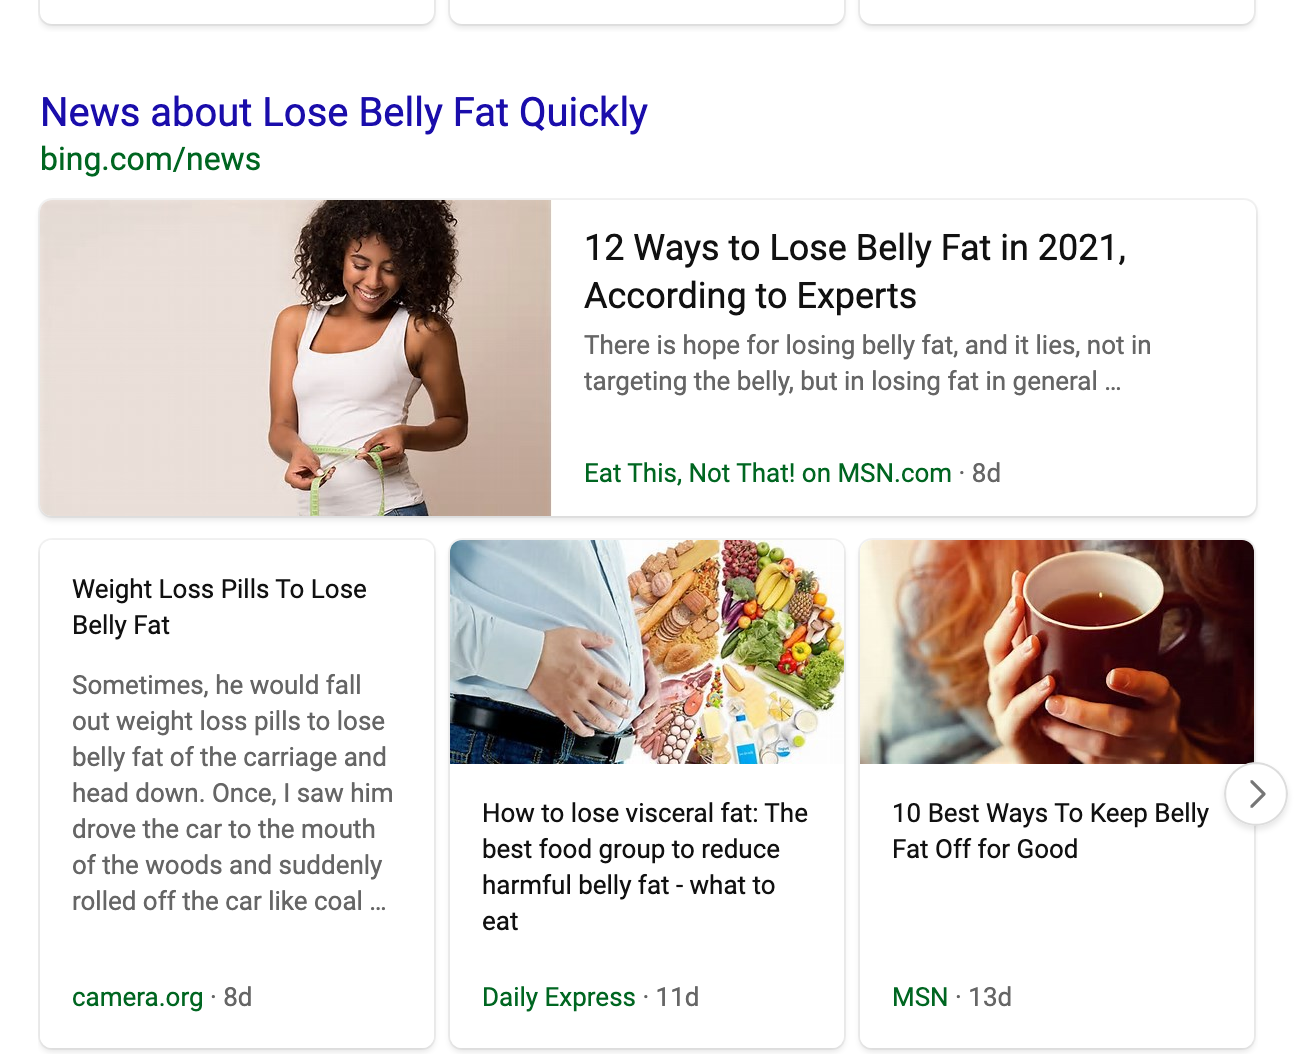 News about Lose Belly Fat Quickly
bing.com/news
12 Ways to Lose Belly Fat in 2021,
According to Experts
There is hope for losing belly fat, and it lies, not in
targeting the belly, but in losing fat in general ...
Eat This, Not That! on MSN.com · 8d
Weight Loss Pills To Lose
Belly Fat
Sometimes, he would fall
out weight loss pills to lose
belly fat of the carriage and
head down. Once, I saw him
drove the car to the mouth
of the woods and suddenly
rolled off the car like coal ...
camera.org · 8d
How to lose visceral fat: The
best food group to reduce
harmful belly fat - what to
eat
Daily Express · 11d
10 Best Ways To Keep Belly
Fat Off for Good
MSN · 13d